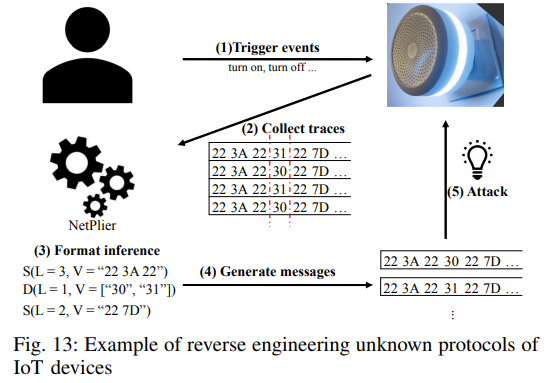 (1)Trigger events
turn on, turn off ...
(2) Collect traces
22 3A 22 31 22 7D ...
22 3A 22 30 22 7D ...
22 3A 22 31 22 7D ...
22 3A 22 30 22 7D ...
NetPlier
(3) Format inference
S(L = 3, V = “22 3A 22”)
D(L = 1, V = [“30”, “31”])
S(L = 2, V = “22 7D”)
(4) Generate messages
(5) Attack
22 3A 22 30 22 7D ...
22 3A 22 31 22 7D ...
⋮
Fig. 13: Example of reverse engineering unknown protocols of
IoT devices